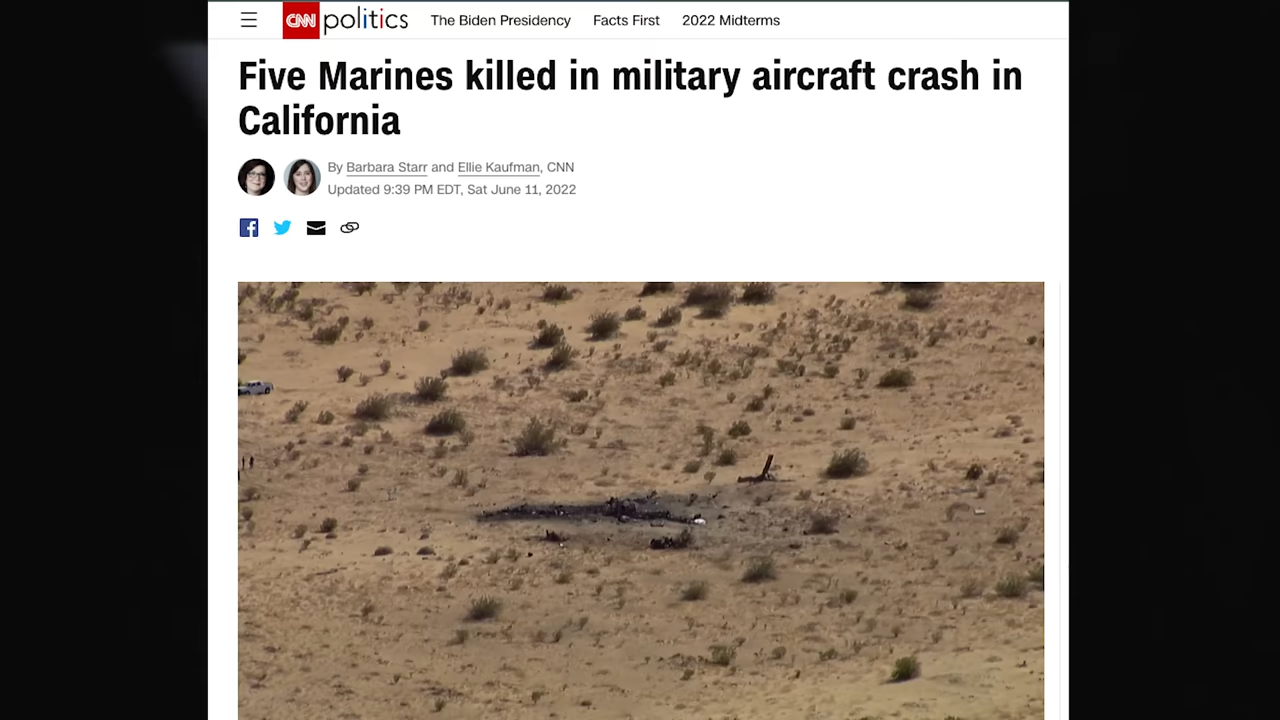 CNN politics The Biden Presidency Facts First 2022 Midterms
Five Marines killed in military aircraft crash in
California
By Barbara Starr and Ellie Kaufman, CNN
Updated 9:39 PM EDT, Sat June 11, 2022